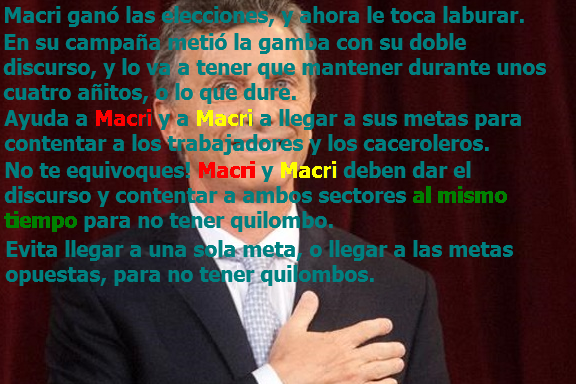 Macri ganó las elecciones, y ahora le toca laburar.
En su campaña metió la gamba con su doble
discurso, y lo va a tener que mantener durante unos
cuatro añitos, o lo que dure.
Ayuda a Macri y a Macri a llegar a sus metas para
contentar a los trabajadores y los caceroleros.
No te equivoques! Macri y Macri deben dar el
discurso y contentar a ambos sectores al mismo
tiempo para no tener quilombo.
Evita llegar a una sola meta, o llegar a las metas
opuestas, para no tener quilombos.